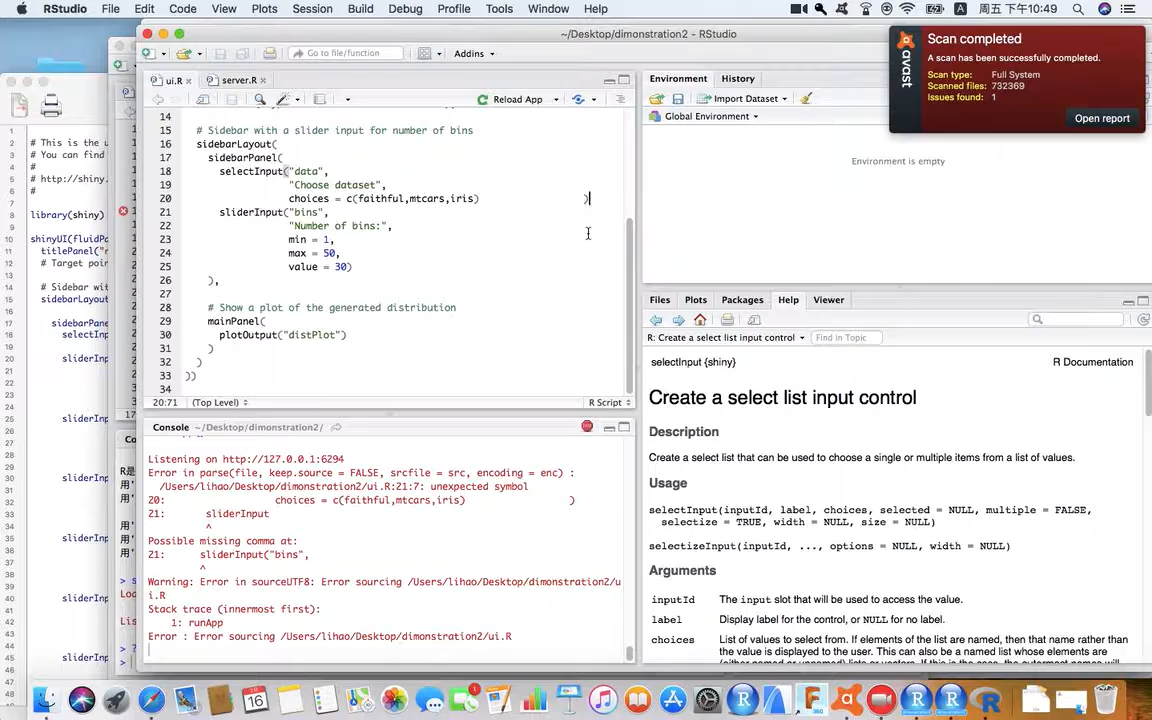 RStudio File Edit Code View Plots Session Build Debug Profile Tools Window Help
周五 下午10:49
~/Desktop/dimonstration2 - RStudio
Go to file/function
Addins
ui.R
server.R
Reload App
14
15 # Sidebar with a slider input for number of bins
16 sidebarLayout(
17 sidebarPanel(
18 selectInput("data",
19 "Choose dataset",
20 choices = c(faithful,mtcars,iris) )
21 sliderInput("bins",
22 "Number of bins:",
23 min = 1,
24 max = 50,
25 value = 30)
26 ),
27
28 # Show a plot of the generated distribution
29 mainPanel(
30 plotOutput("distPlot")
31 )
32 )
33 ))
34
20:71 (Top Level) R Script
Console ~/Desktop/dimonstration2/
Listening on http://127.0.0.1:6294
Error in parse(file, keep.source = FALSE, srcfile = src, encoding = enc) :
/Users/lihao/Desktop/dimonstration2/ui.R:21:7: unexpected symbol
20: choices = c(faithful,mtcars,iris) )
21: sliderInput
^
Possible missing comma at:
21: sliderInput("bins",
^
Warning: Error in sourceUTF8: Error sourcing /Users/lihao/Desktop/dimonstration2/u
i.R
Stack trace (innermost first):
1: runApp
Error : Error sourcing /Users/lihao/Desktop/dimonstration2/ui.R
Environment History
Import Dataset
Global Environment
Environment is empty
avast
Scan completed
A scan has been successfully completed.
Scan type: Full System
Scanned files: 732369
Issues found: 1
Open report
Files Plots Packages Help Viewer
R: Create a select list input control
Find in Topic
selectInput {shiny} R Documentation
Create a select list input control
Description
Create a select list that can be used to choose a single or multiple items from a list of values.
Usage
selectInput(inputId, label, choices, selected = NULL, multiple = FALSE,
selectize = TRUE, width = NULL, size = NULL)
selectizeInput(inputId, ..., options = NULL, width = NULL)
Arguments
inputId The input slot that will be used to access the value.
label Display label for the control, or NULL for no label.
choices List of values to select from. If elements of the list are named, then that name rather than
the value is displayed to the user. This can also be a named list whose elements are
# This is the u
# You can find
#
# http://shiny.
#
library(shiny)
shinyUI(fluidP
titlePanel("
# Target poin
# Sidebar wit
sidebarLayout
sidebarPane
selectInp
sliderInp
sliderInp
sliderInp
sliderInp
sliderInp
sliderInp